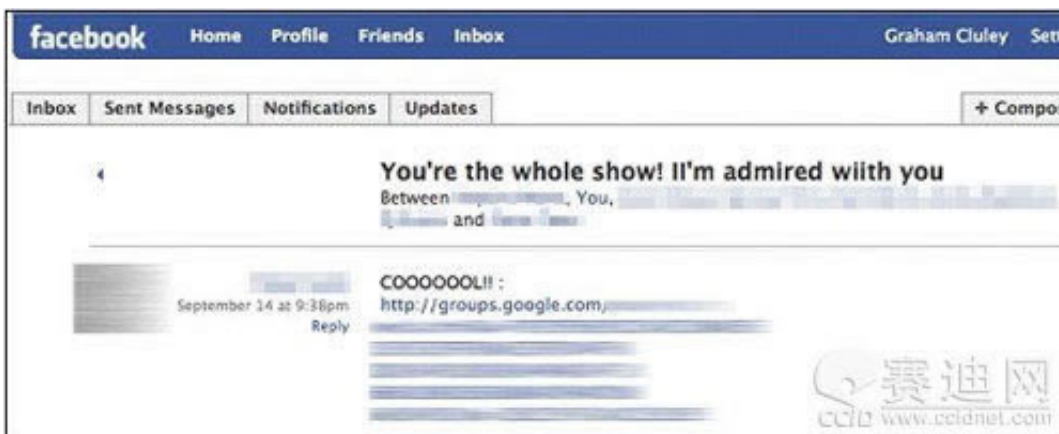 facebook Home Profile Friends Inbox Graham Cluley
Inbox Sent Messages Notifications Updates + Compo
You're the whole show! II'm admired wiith you
Between , You,
and
COOOOOOL!! :
September 14 at 9:38pm http://groups.google.com/
Reply
赛迪网
CCID www.ccidnet.com